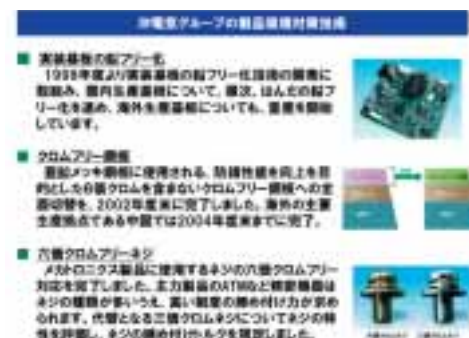 沖電気グループの製品環境対策技術
■ 実装基板の鉛フリー化
1998年度より実装基板の鉛フリー化技術の開発に
取組み、国内生産基板について、順次、はんだの鉛フ
リー化を進め、海外生産基板についても、量産を開始
しています。
■ クロムフリー鋼板
亜鉛メッキ鋼板に使用される、防錆性能を向上を目
的とした6価クロムを含まないクロムフリー鋼板への全
面切替を、2002年度末に完了しました。海外の主要
生産拠点である中国では2004年度末までに完了。
■ 六価クロムフリーネジ
メカトロニクス製品に使用するネジの六価クロムフリー
対応を完了しました。主力製品のATMなど精密機器は
ネジの種類が多いうえ、高い精度の締め付け力が求め
られます。代替となる三価クロムネジについてネジの特
性を評価し、ネジの締め付けトルクを設定しました。